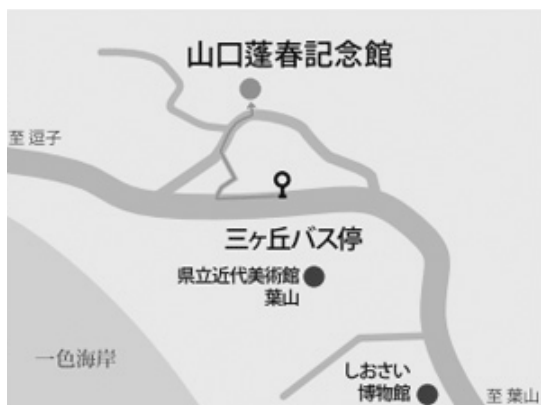 山口蓬春記念館
至 逗子
三ヶ丘バス停
県立近代美術館
葉山
一色海岸
しおさい
博物館
至 葉山